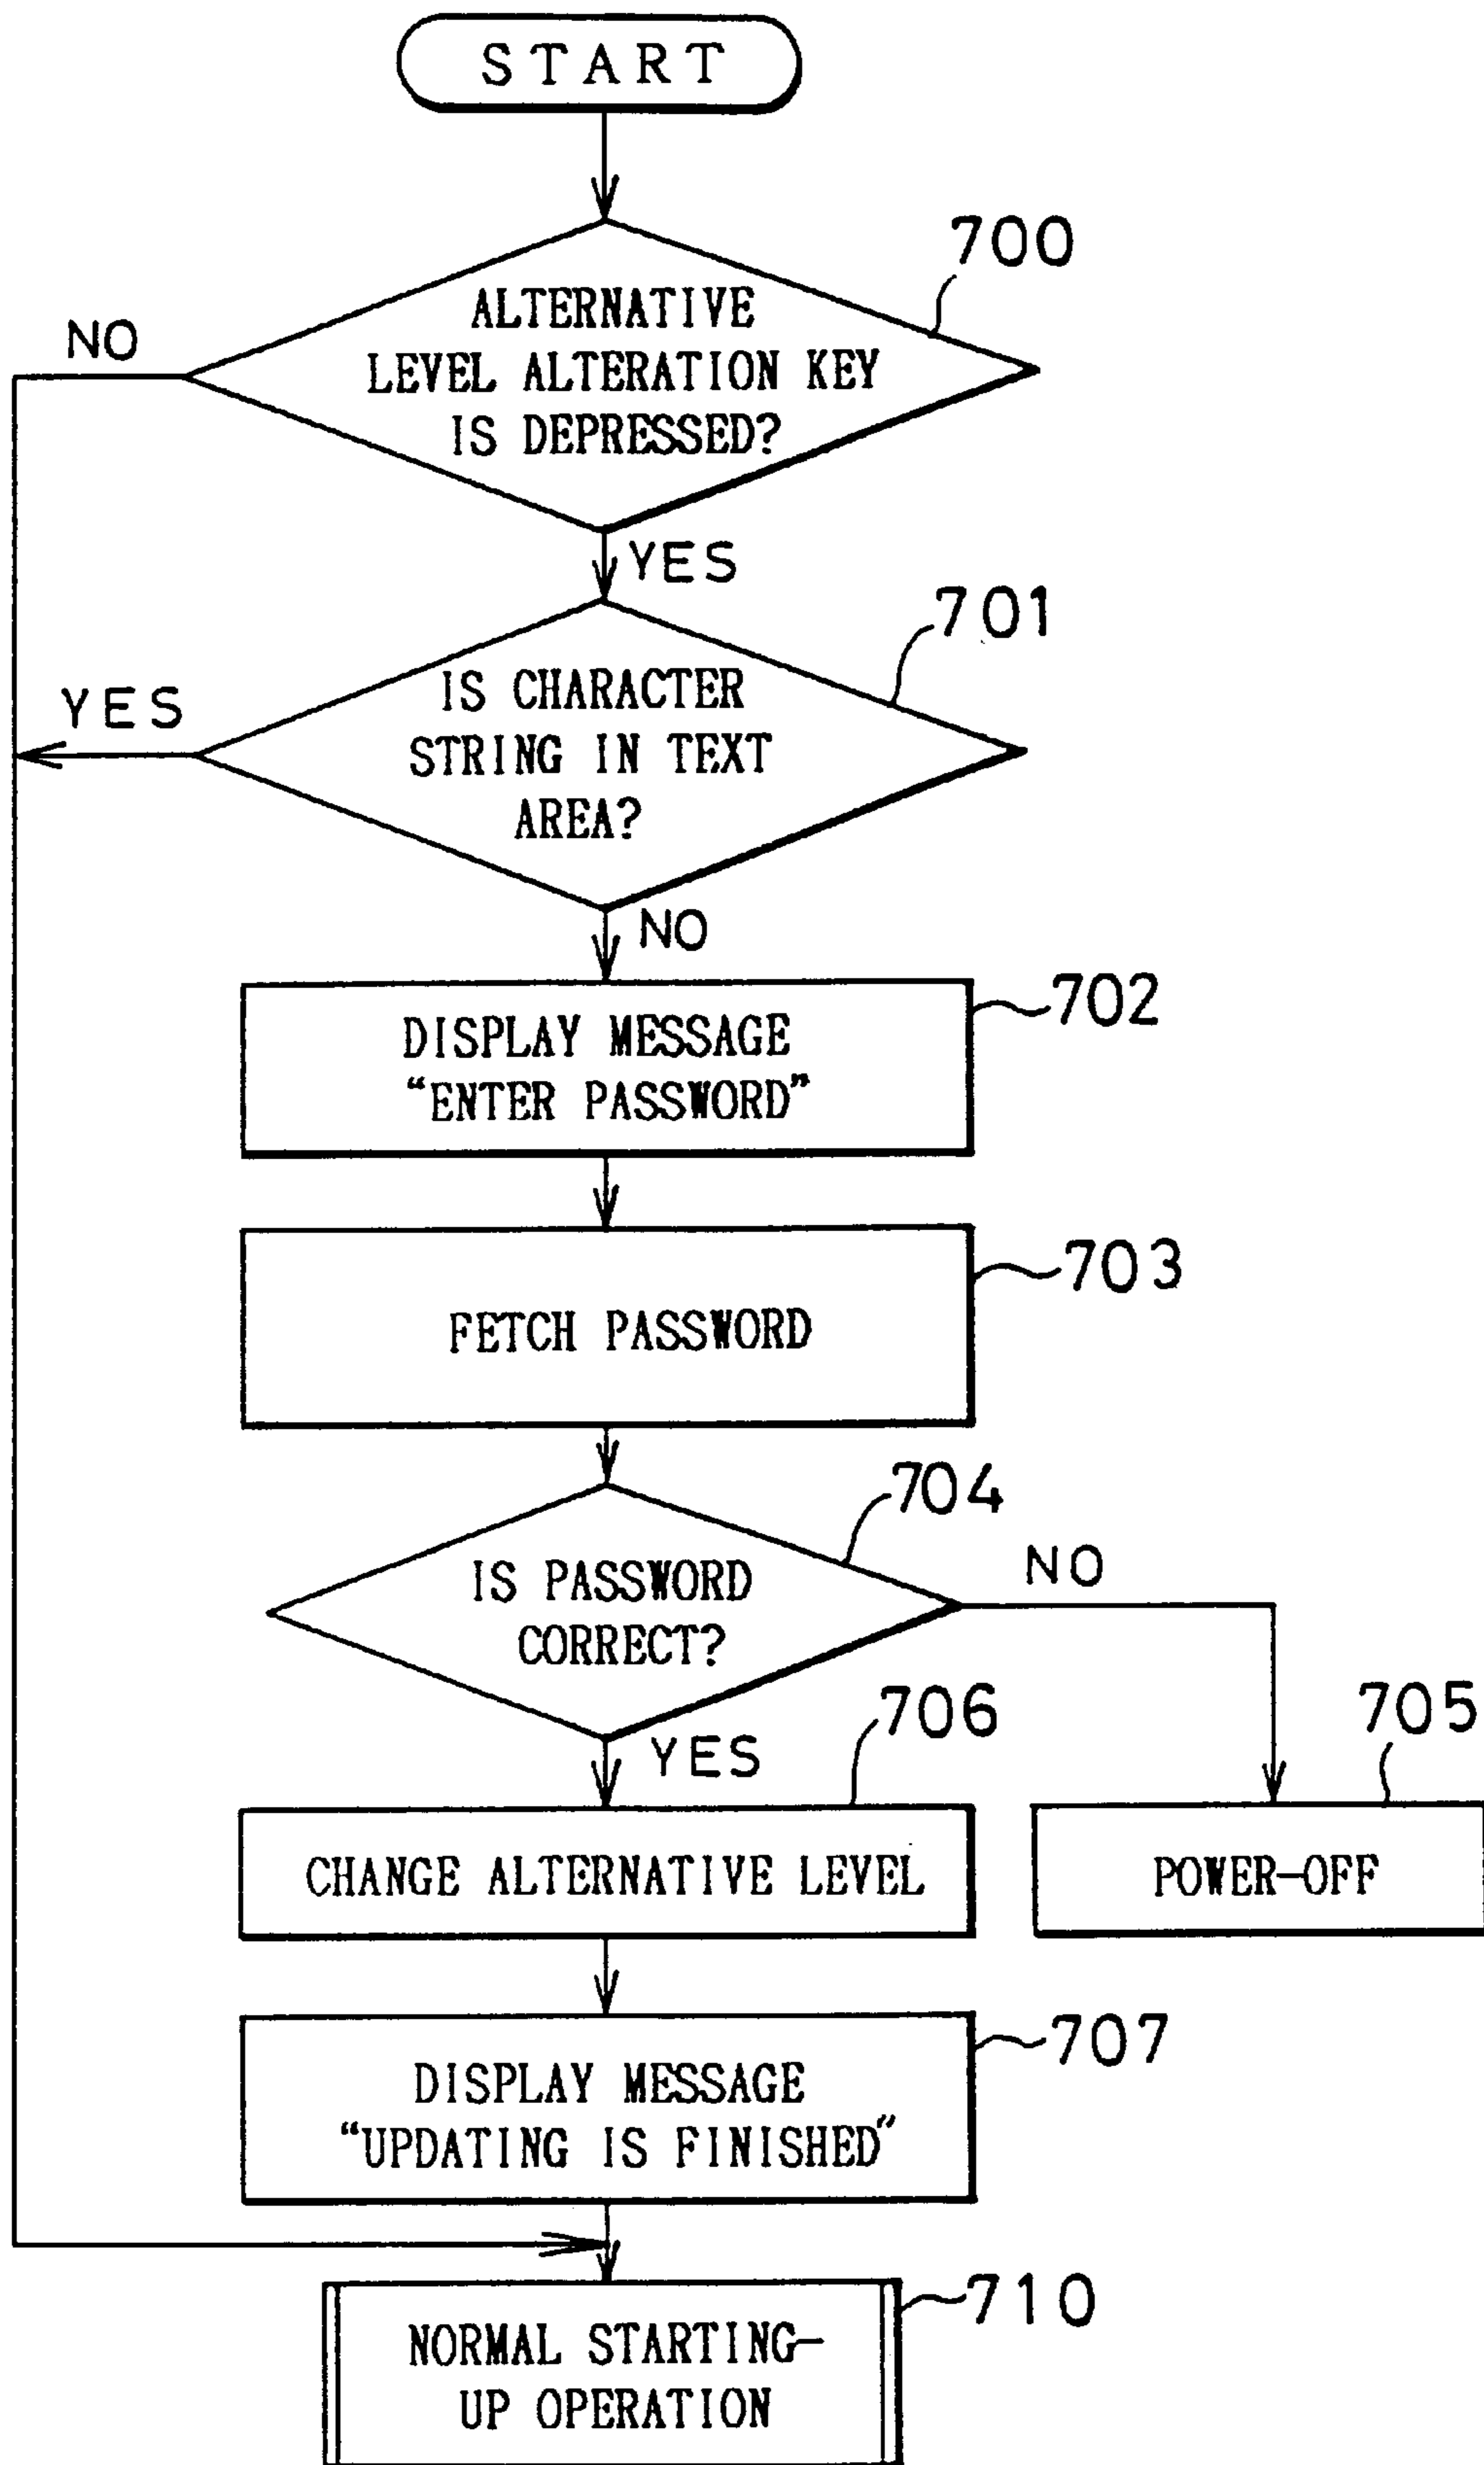 START
700
ALTERNATIVE
LEVEL ALTERATION KEY
IS DEPRESSED?
NO
YES
701
IS CHARACTER
STRING IN TEXT
AREA?
YES
NO
702
DISPLAY MESSAGE
“ENTER PASSWORD”
703
FETCH PASSWORD
704
IS PASSWORD
CORRECT?
NO
YES
706
CHANGE ALTERNATIVE LEVEL
705
POWER-OFF
707
DISPLAY MESSAGE
“UPDATING IS FINISHED”
710
NORMAL STARTING-
UP OPERATION